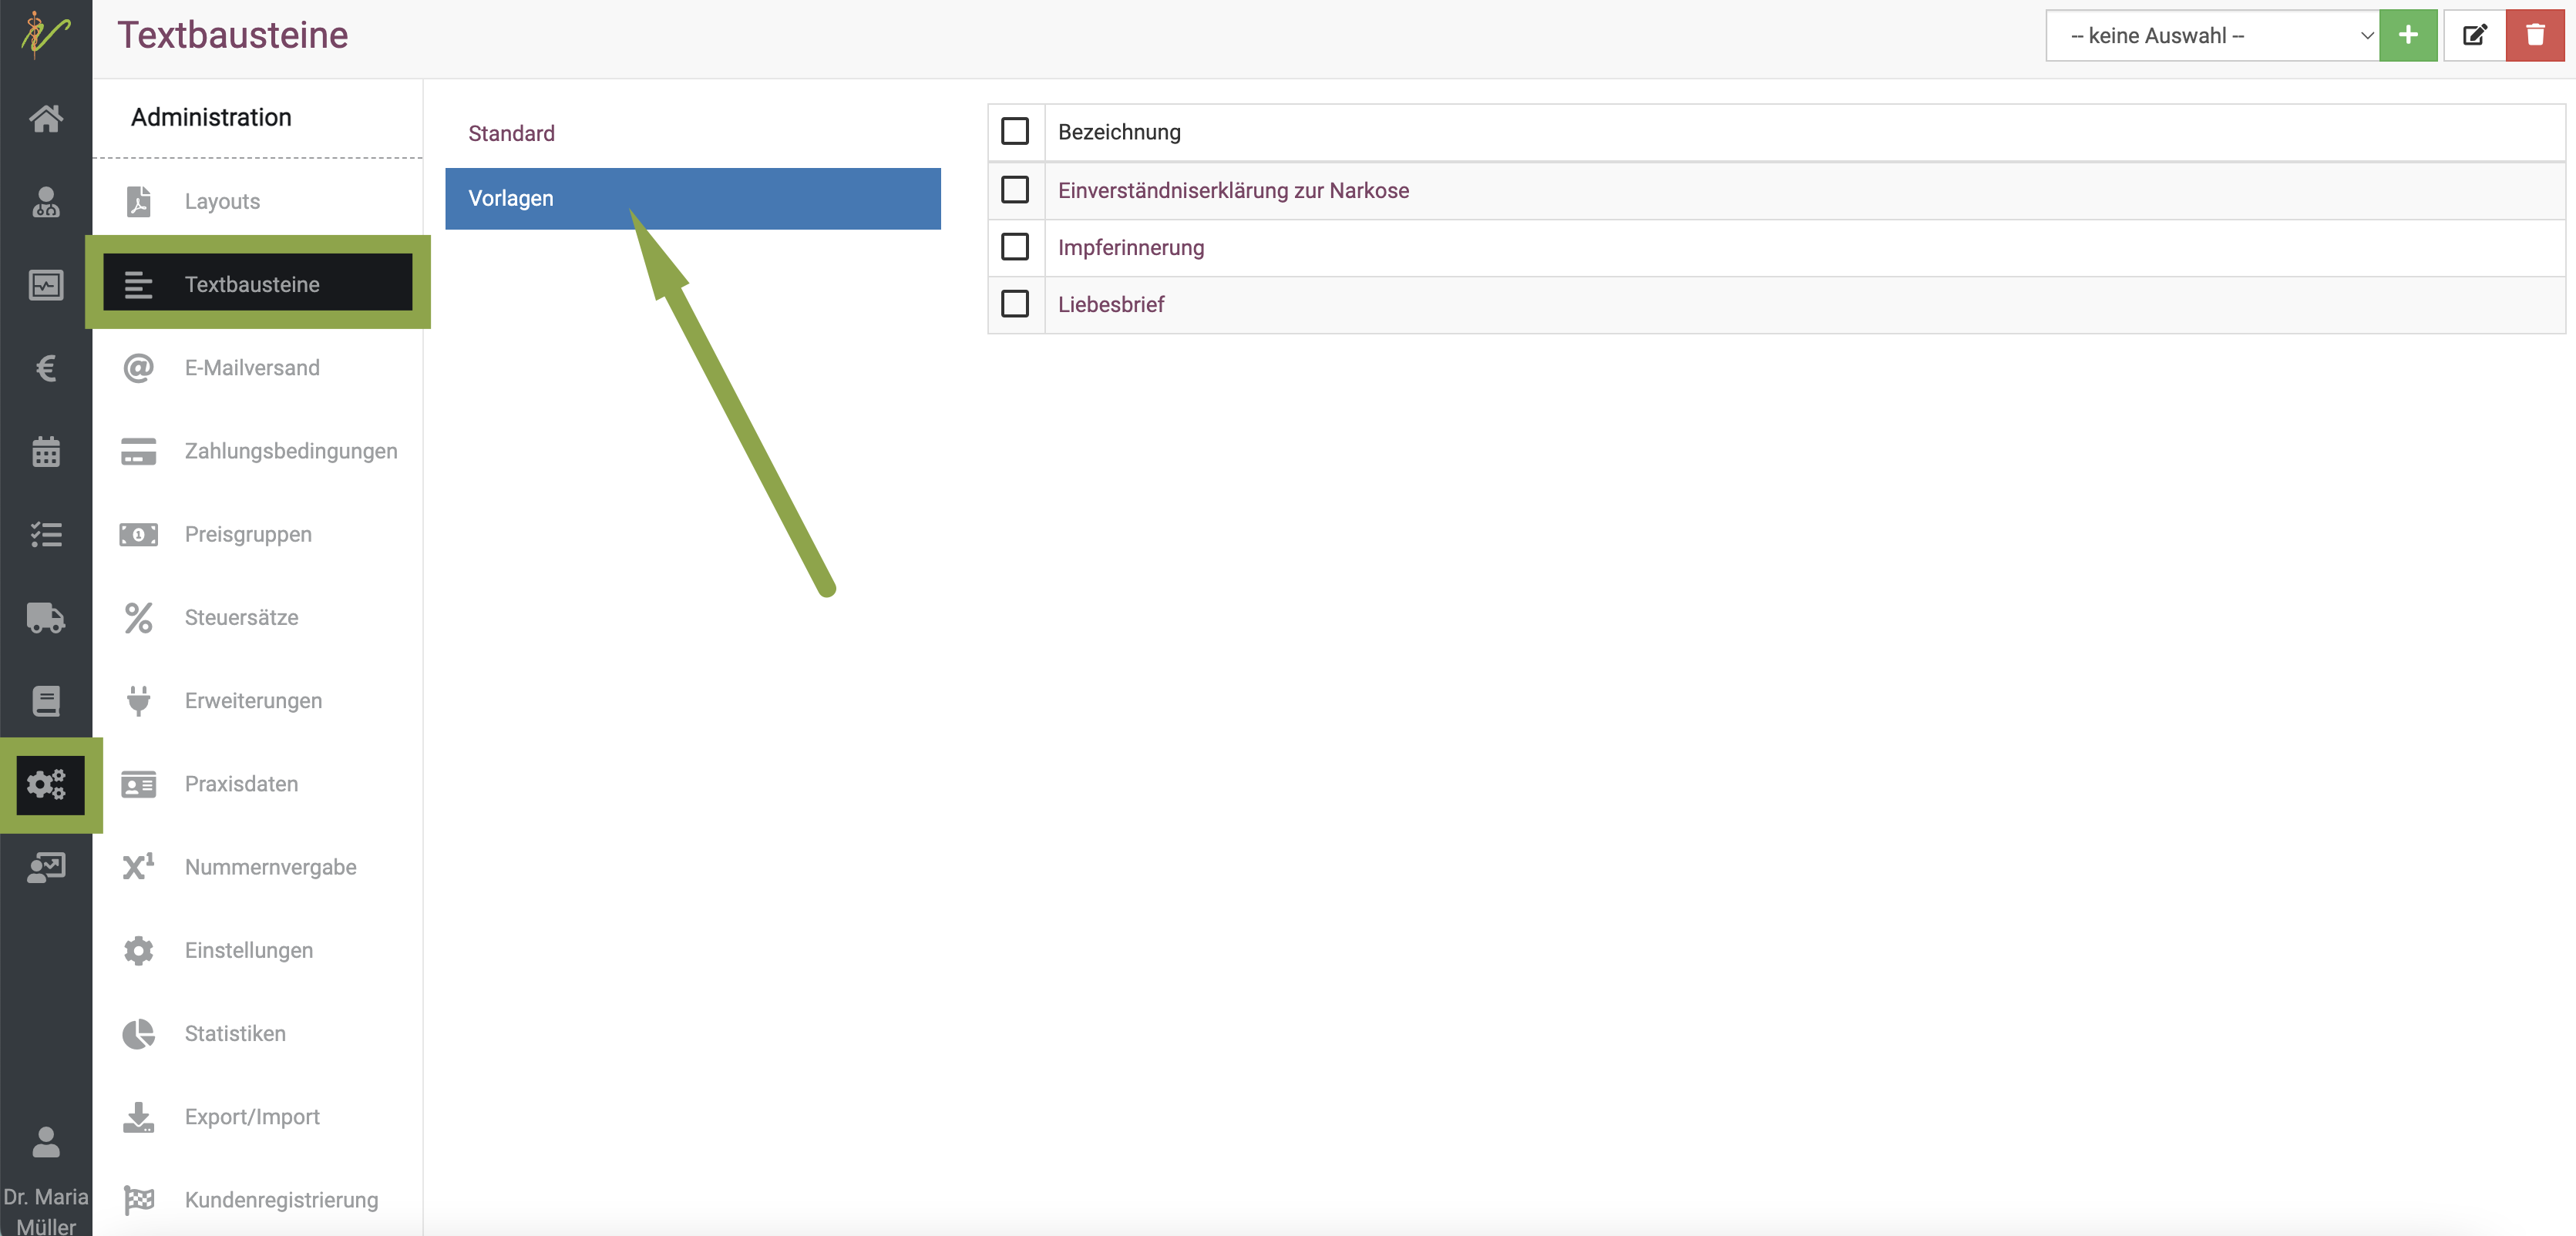 Textbausteine
-- keine Auswahl --
Administration
Layouts
Textbausteine
E-Mailversand
Zahlungsbedingungen
Preisgruppen
Steuersätze
Erweiterungen
Praxisdaten
Nummernvergabe
Einstellungen
Statistiken
Export/Import
Kundenregistrierung
Standard
Vorlagen
Bezeichnung
Einverständniserklärung zur Narkose
Impferinnerung
Liebesbrief
Dr. Maria
Müller